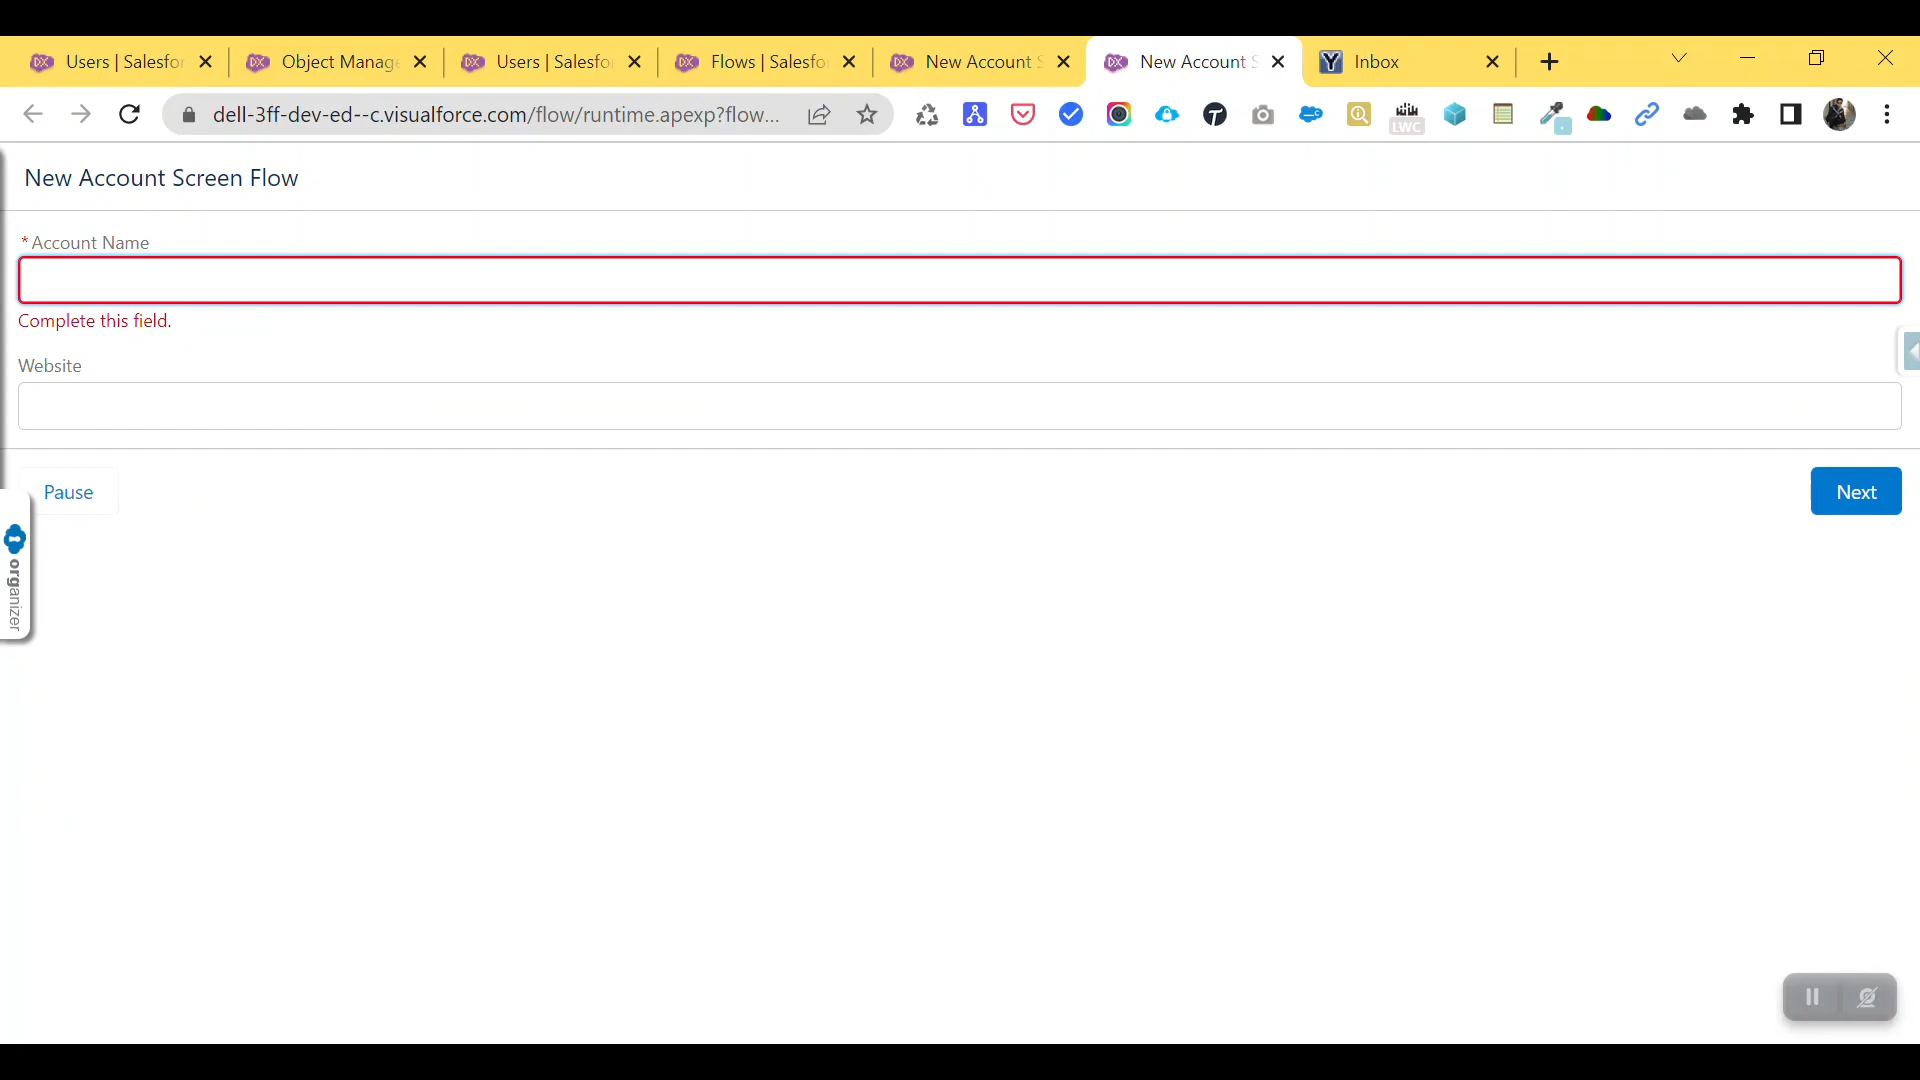 Users | Salesfor
Object Manage
Users | Salesfo
Flows | Salesfo
New Account S
New Account S
Inbox
dell-3ff-dev-ed--c.visualforce.com/flow/runtime.apexp?flow...
LWC
New Account Screen Flow
*Account Name
Complete this field.
Website
Pause
Next
organizer